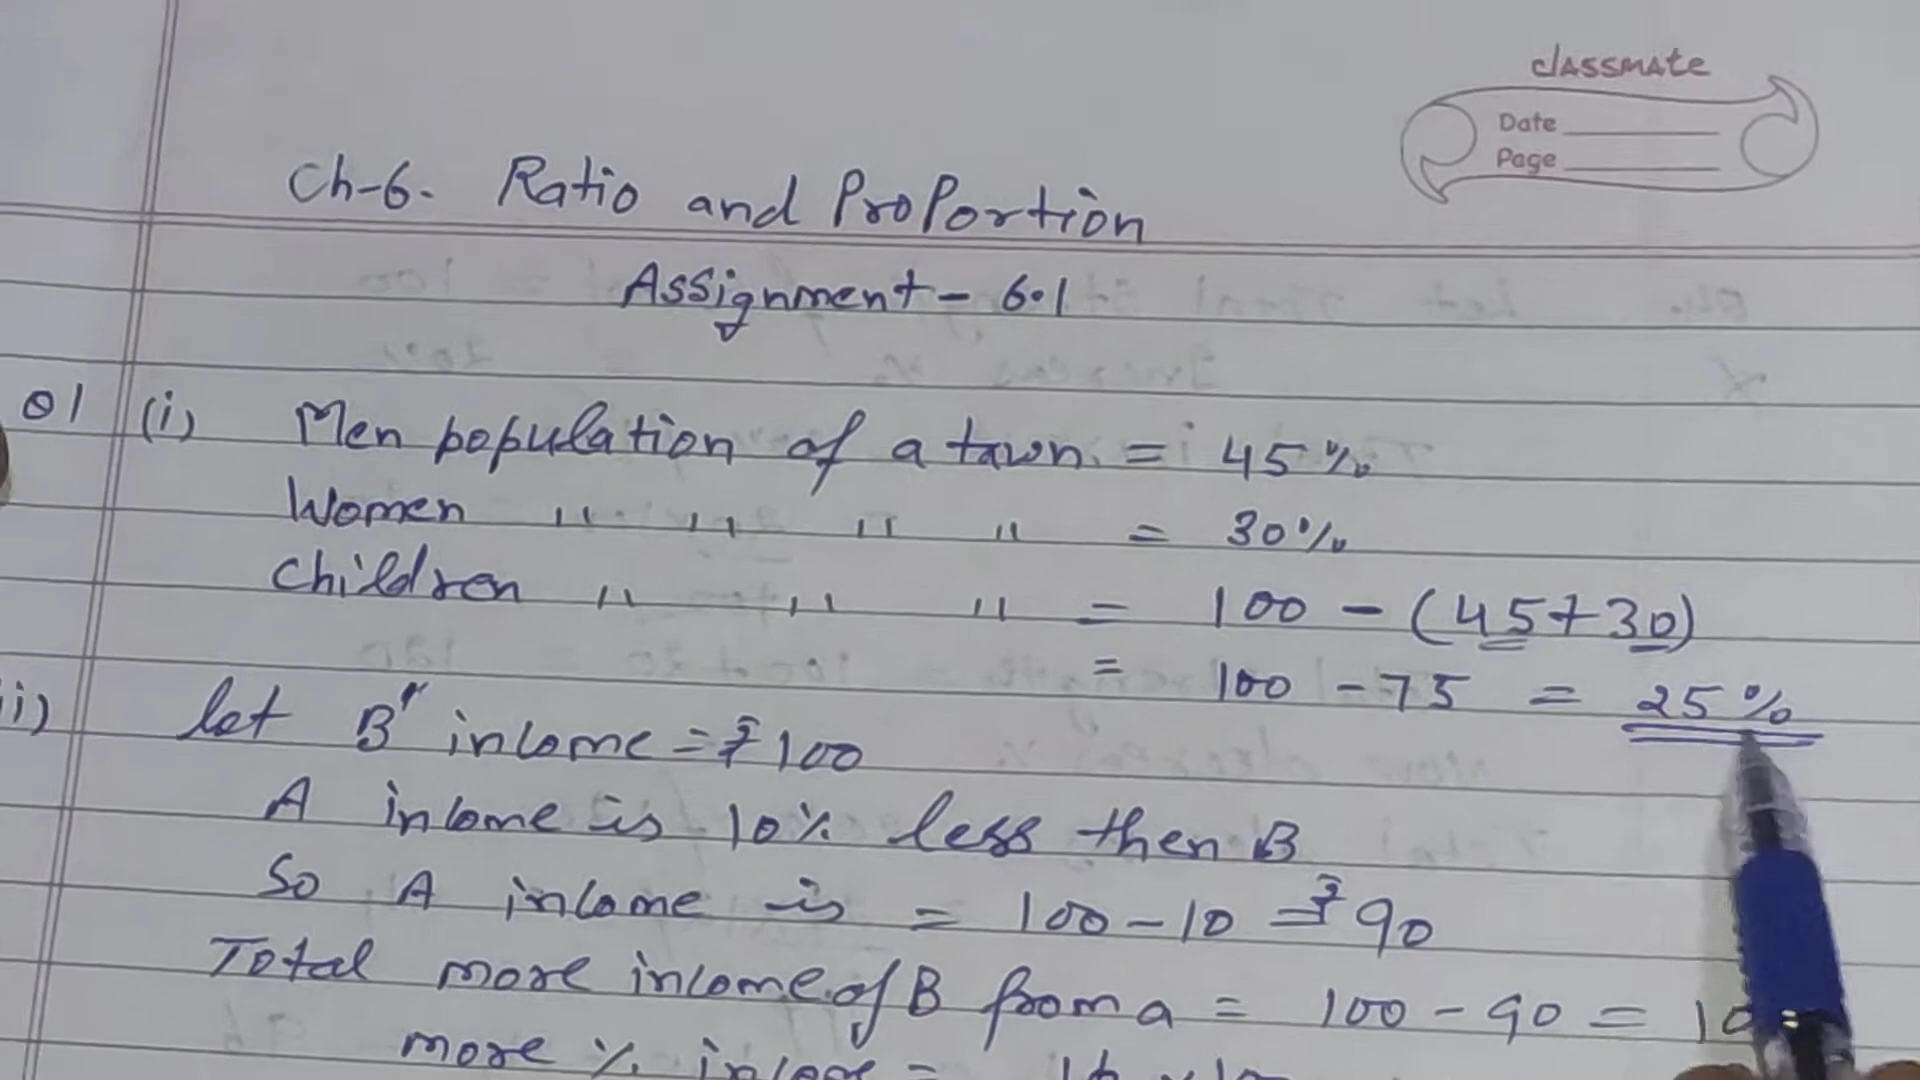 classmate
Date
Page
Ch-6. Ratio and Proportion
Assignment - 6.1
Q1 (i) Men population of a town = 45%
Women " " " " = 30%
Children " " " = 100 - (45+30)
= 100 - 75 = 25%
ii) let B" income = ₹100
A income is 10% less then B
So A income is = 100 - 10 = ₹90
Total more income of B from a = 100 - 90 = 10
more %